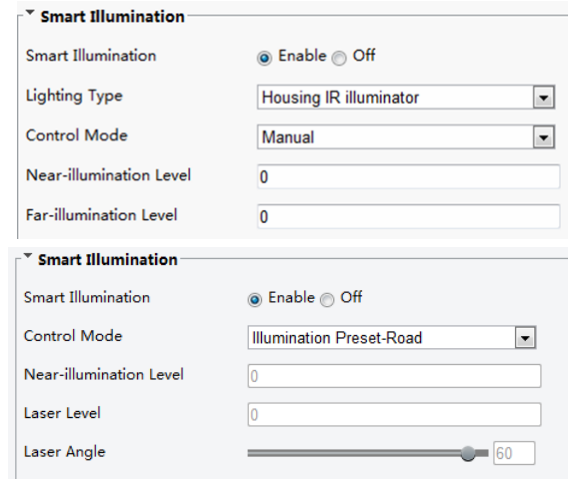 Smart Illumination
Smart Illumination Enable Off
Lighting Type Housing IR illuminator
Control Mode Manual
Near-illumination Level 0
Far-illumination Level 0
Smart Illumination
Smart Illumination Enable Off
Control Mode Illumination Preset-Road
Near-illumination Level 0
Laser Level 0
Laser Angle 60